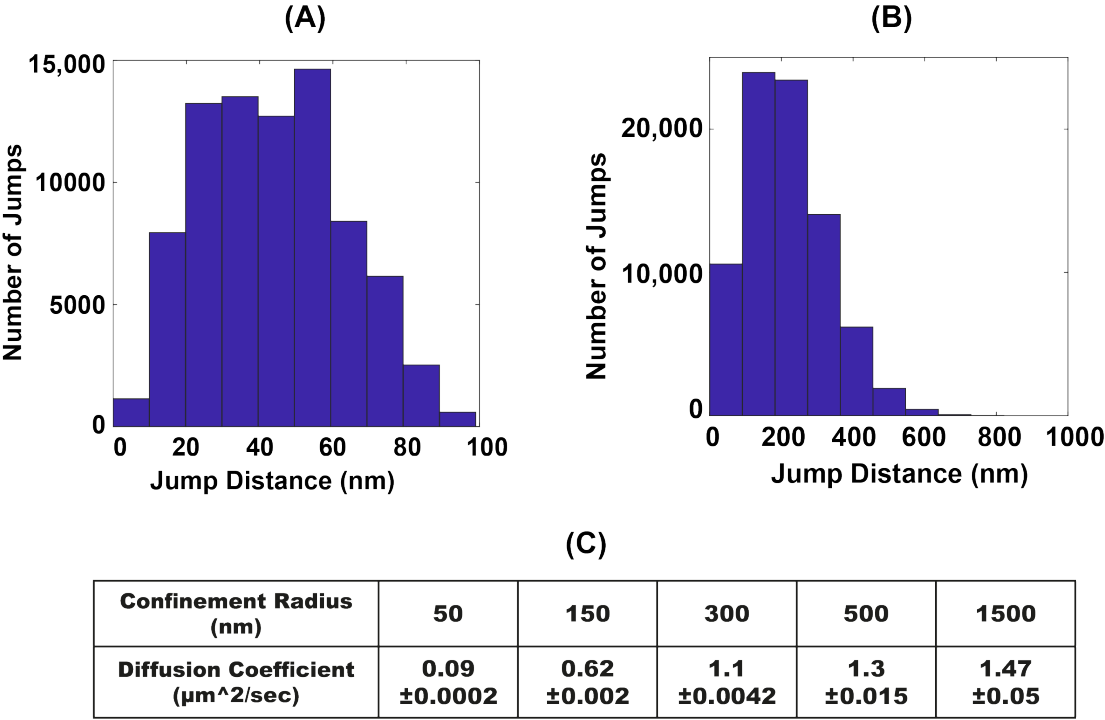 (A)
15,000
10000
5000
0
Number of Jumps
0 20 40 60 80 100
Jump Distance (nm)
(B)
20,000
10,000
0
Number of Jumps
0 200 400 600 800 1000
Jump Distance (nm)
(C)
Confinement Radius
(nm)
50 150 300 500 1500
Diffusion Coefficient
(µm^2/sec)
0.09 0.62 1.1 1.3 1.47
±0.0002 ±0.002 ±0.0042 ±0.015 ±0.05